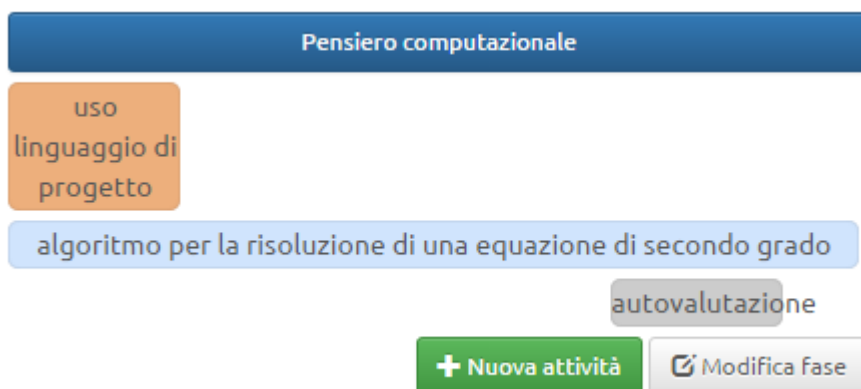 Pensiero computazionale
uso
linguaggio di
progetto
algoritmo per la risoluzione di una equazione di secondo grado
autovalutazione
Nuova attività
Modifica fase